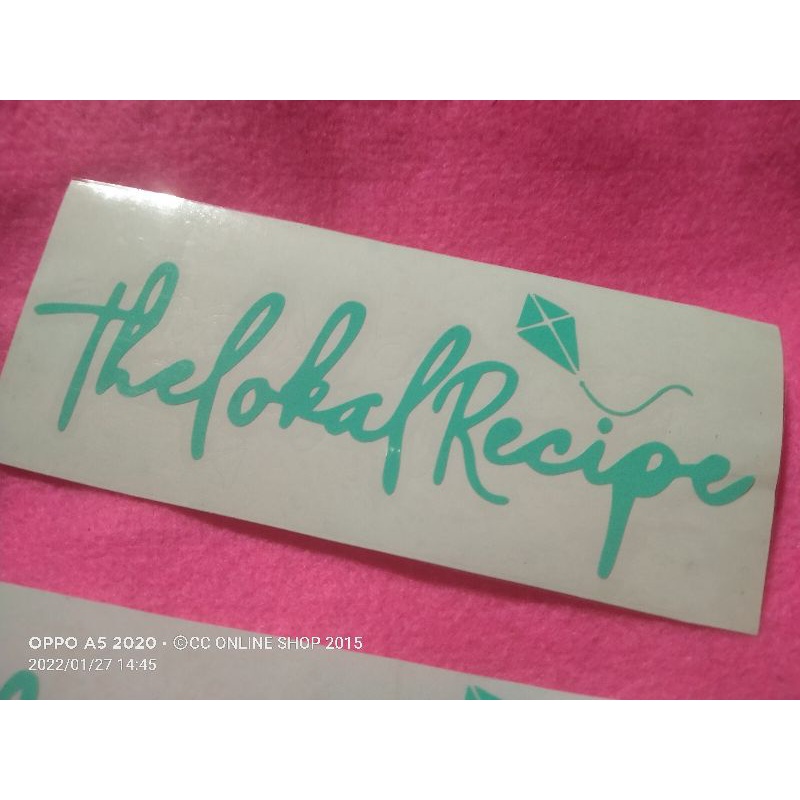 ThelokalRecipe
OPPO A5 2020 · ©CC ONLINE SHOP 2015
2022/01/27 14:45